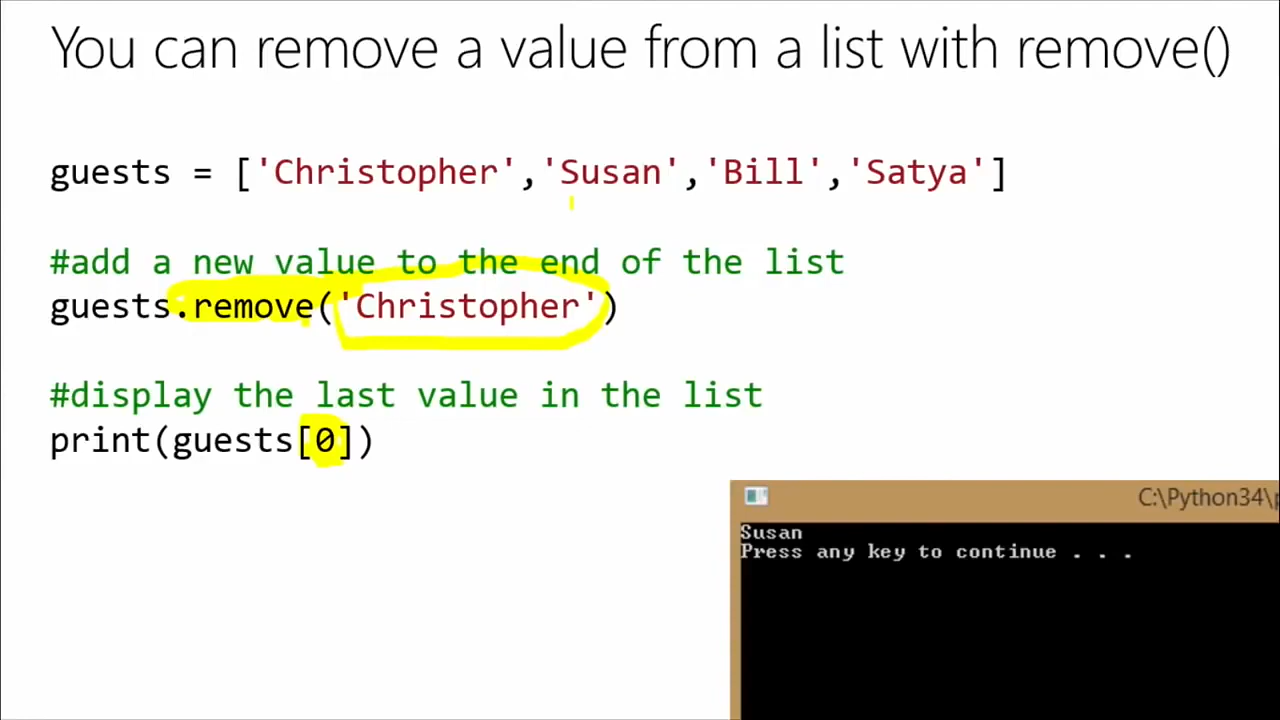 You can remove a value from a list with remove()
guests = ['Christopher','Susan','Bill','Satya']
#add a new value to the end of the list
guests.remove('Christopher')
#display the last value in the list
print(guests[0])
C:\Python34\p
Susan
Press any key to continue . . .